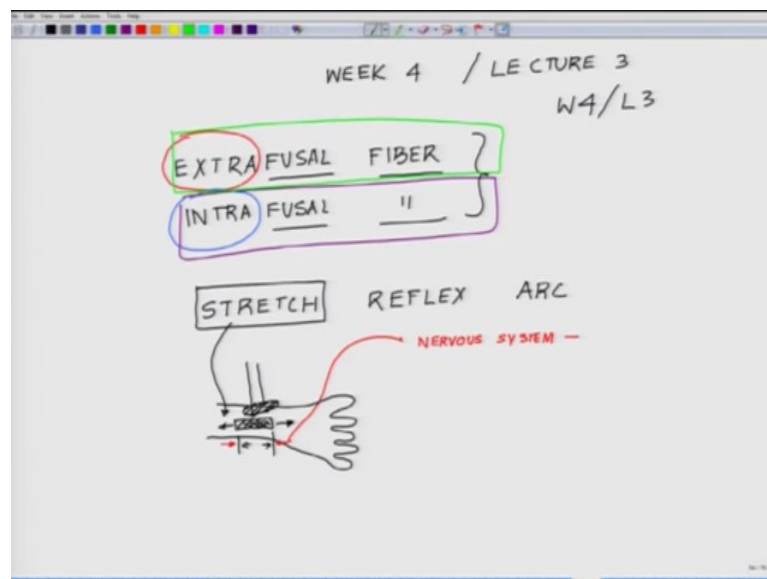 WEEK 4 / LECTURE 3
W4/L3
EXTRA FUSAL FIBER
INTRA FUSAL "
STRETCH REFLEX ARC
NERVOUS SYSTEM -